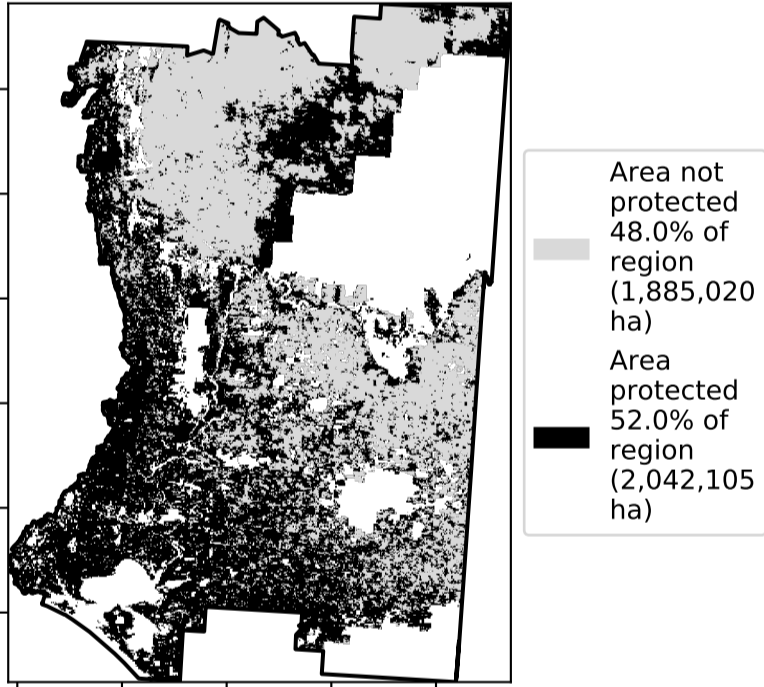 Area not
protected
48.0% of
region
(1,885,020
ha)
Area
protected
52.0% of
region
(2,042,105
ha)